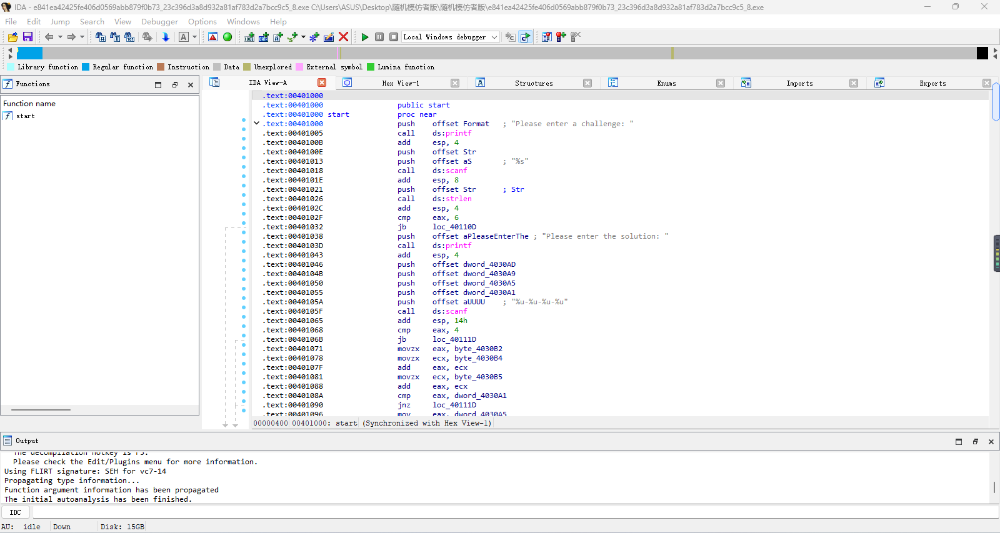 IDA - e841ea42425fe406d0569abb879f0b73_23c396d3a8d932a81af783d2a7bcc9c5_8.exe C:\Users\ASUS\Desktop\随机模仿者版\随机模仿者版\e841ea42425fe406d0569abb879f0b73_23c396d3a8d932a81af783d2a7bcc9c5_8.exe
File Edit Jump Search View Debugger Options Windows Help
Local Windows debugger
Library function Regular function Instruction Data Unexplored External symbol Lumina function
Functions
IDA View-A Hex View-1 Structures Enums Imports Exports
Function name
start
.text:00401000
.text:00401000 public start
.text:00401000 start proc near
.text:00401000 push offset Format ; "Please enter a challenge: "
.text:00401005 call ds:printf
.text:0040100B add esp, 4
.text:0040100E push offset Str
.text:00401013 push offset aS ; "%s"
.text:00401018 call ds:scanf
.text:0040101E add esp, 8
.text:00401021 push offset Str ; Str
.text:00401026 call ds:strlen
.text:0040102C add esp, 4
.text:0040102F cmp eax, 6
.text:00401032 jb loc_40110D
.text:00401038 push offset aPleaseEnterThe ; "Please enter the solution: "
.text:0040103D call ds:printf
.text:00401043 add esp, 4
.text:00401046 push offset dword_4030AD
.text:0040104B push offset dword_4030A9
.text:00401050 push offset dword_4030A5
.text:00401055 push offset dword_4030A1
.text:0040105A push offset aUUUU ; "%u-%u-%u-%u"
.text:0040105F call ds:scanf
.text:00401065 add esp, 14h
.text:00401068 cmp eax, 4
.text:0040106B jb loc_40111D
.text:00401071 movzx eax, byte_4030B2
.text:00401078 movzx ecx, byte_4030B4
.text:0040107F add eax, ecx
.text:00401081 movzx ecx, byte_4030B5
.text:00401088 add eax, ecx
.text:0040108A cmp eax, dword_4030A1
.text:00401090 jnz loc_40111D
.text:00401096 mov eax, dword_4030A5
00000400 00401000: start (Synchronized with Hex View-1)
Output
The decompilation hotkey is F5.
Please check the Edit/Plugins menu for more information.
Using FLIRT signature: SEH for vc7-14
Propagating type information...
Function argument information has been propagated
The initial autoanalysis has been finished.
IDC
AU: idle Down Disk: 15GB